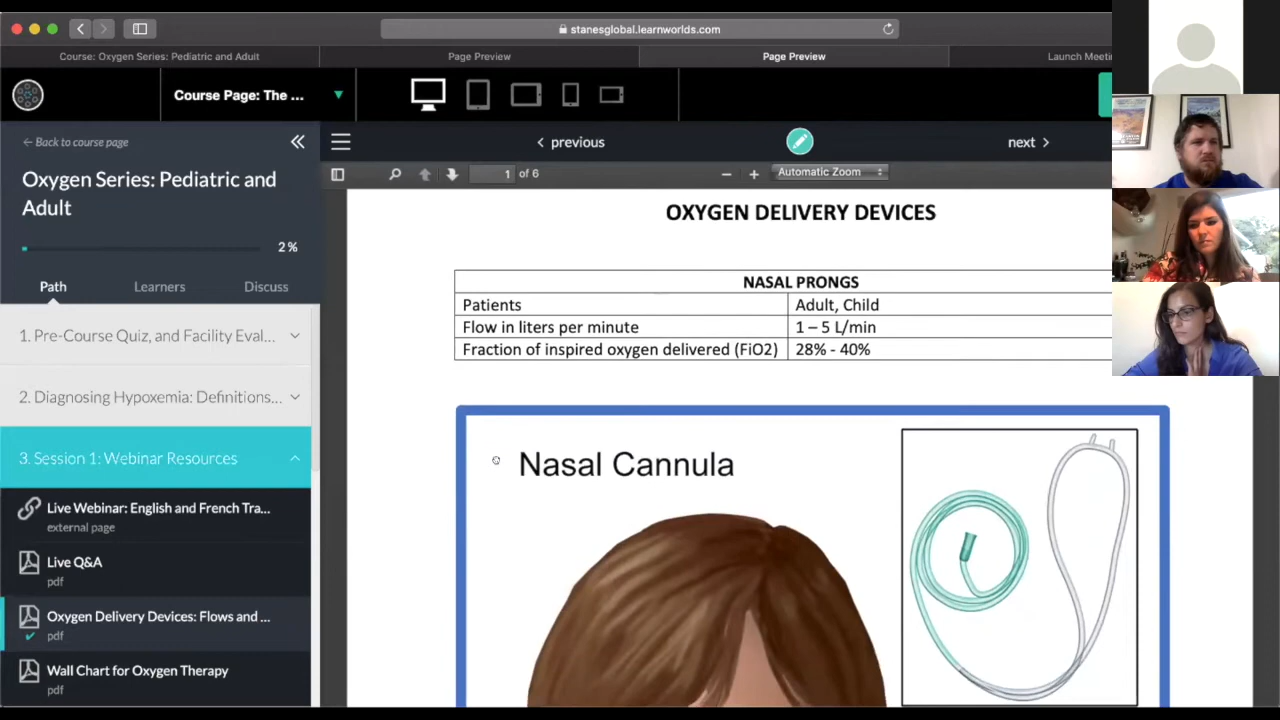 stanesglobal.learnworlds.com
Course: Oxygen Series: Pediatric and Adult
Page Preview
Page Preview
Launch Meeti
Course Page: The ...
← Back to course page
Oxygen Series: Pediatric and
Adult
2%
Path
Learners
Discuss
1. Pre-Course Quiz, and Facility Eval...
2. Diagnosing Hypoxemia: Definitions...
3. Session 1: Webinar Resources
Live Webinar: English and French Tra...
external page
Live Q&A
pdf
Oxygen Delivery Devices: Flows and ...
pdf
Wall Chart for Oxygen Therapy
pdf
previous
next
1 of 6
Automatic Zoom
OXYGEN DELIVERY DEVICES
NASAL PRONGS
Patients Adult, Child
Flow in liters per minute 1 – 5 L/min
Fraction of inspired oxygen delivered (FiO2) 28% - 40%
Nasal Cannula